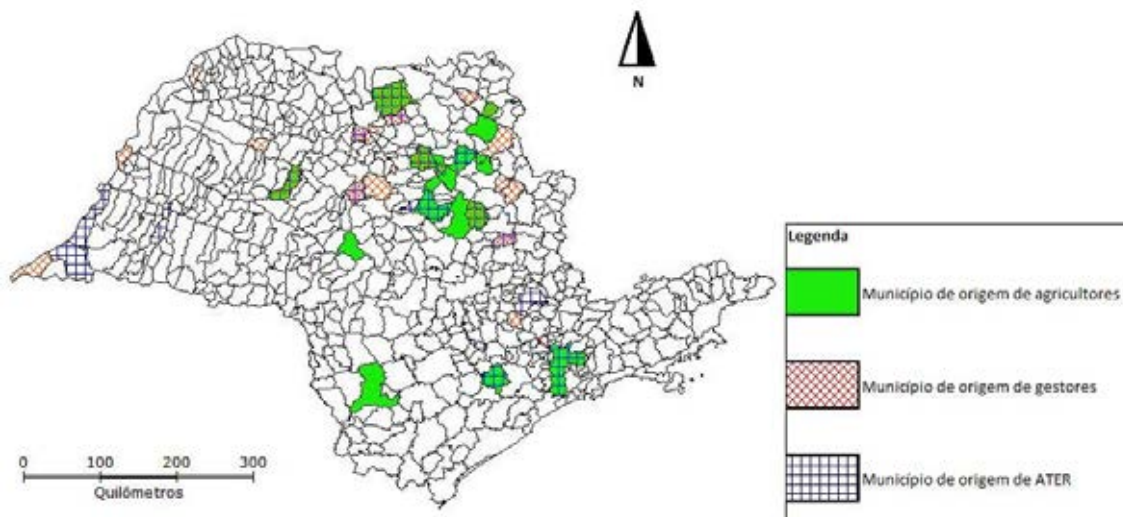 N
Legenda
Município de origem de agricultores
Município de origem de gestores
Município de origem de ATER
0 100 200 300
Quilómetros